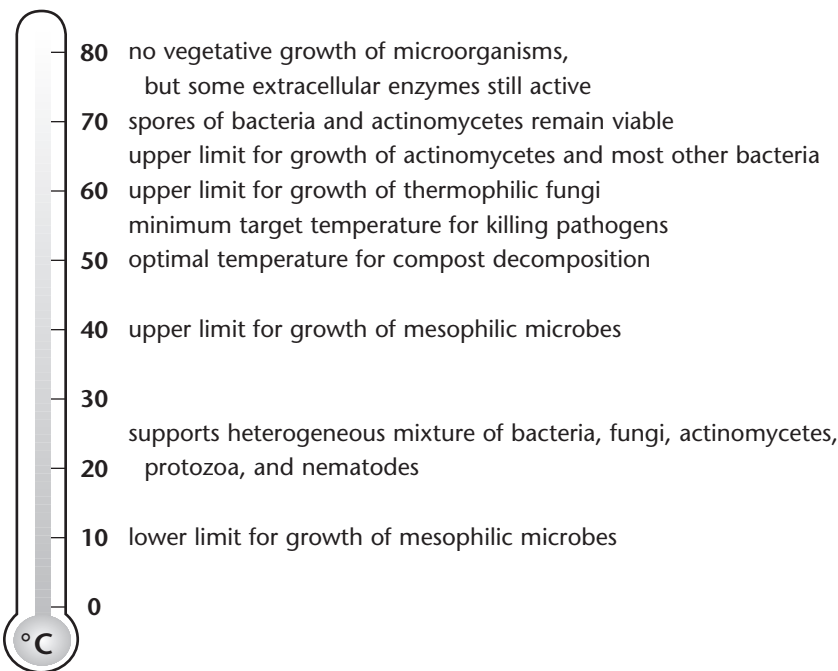 80 no vegetative growth of microorganisms,
but some extracellular enzymes still active
70 spores of bacteria and actinomycetes remain viable
upper limit for growth of actinomycetes and most other bacteria
60 upper limit for growth of thermophilic fungi
minimum target temperature for killing pathogens
50 optimal temperature for compost decomposition
40 upper limit for growth of mesophilic microbes
30
supports heterogeneous mixture of bacteria, fungi, actinomycetes,
20 protozoa, and nematodes
10 lower limit for growth of mesophilic microbes
0
°C